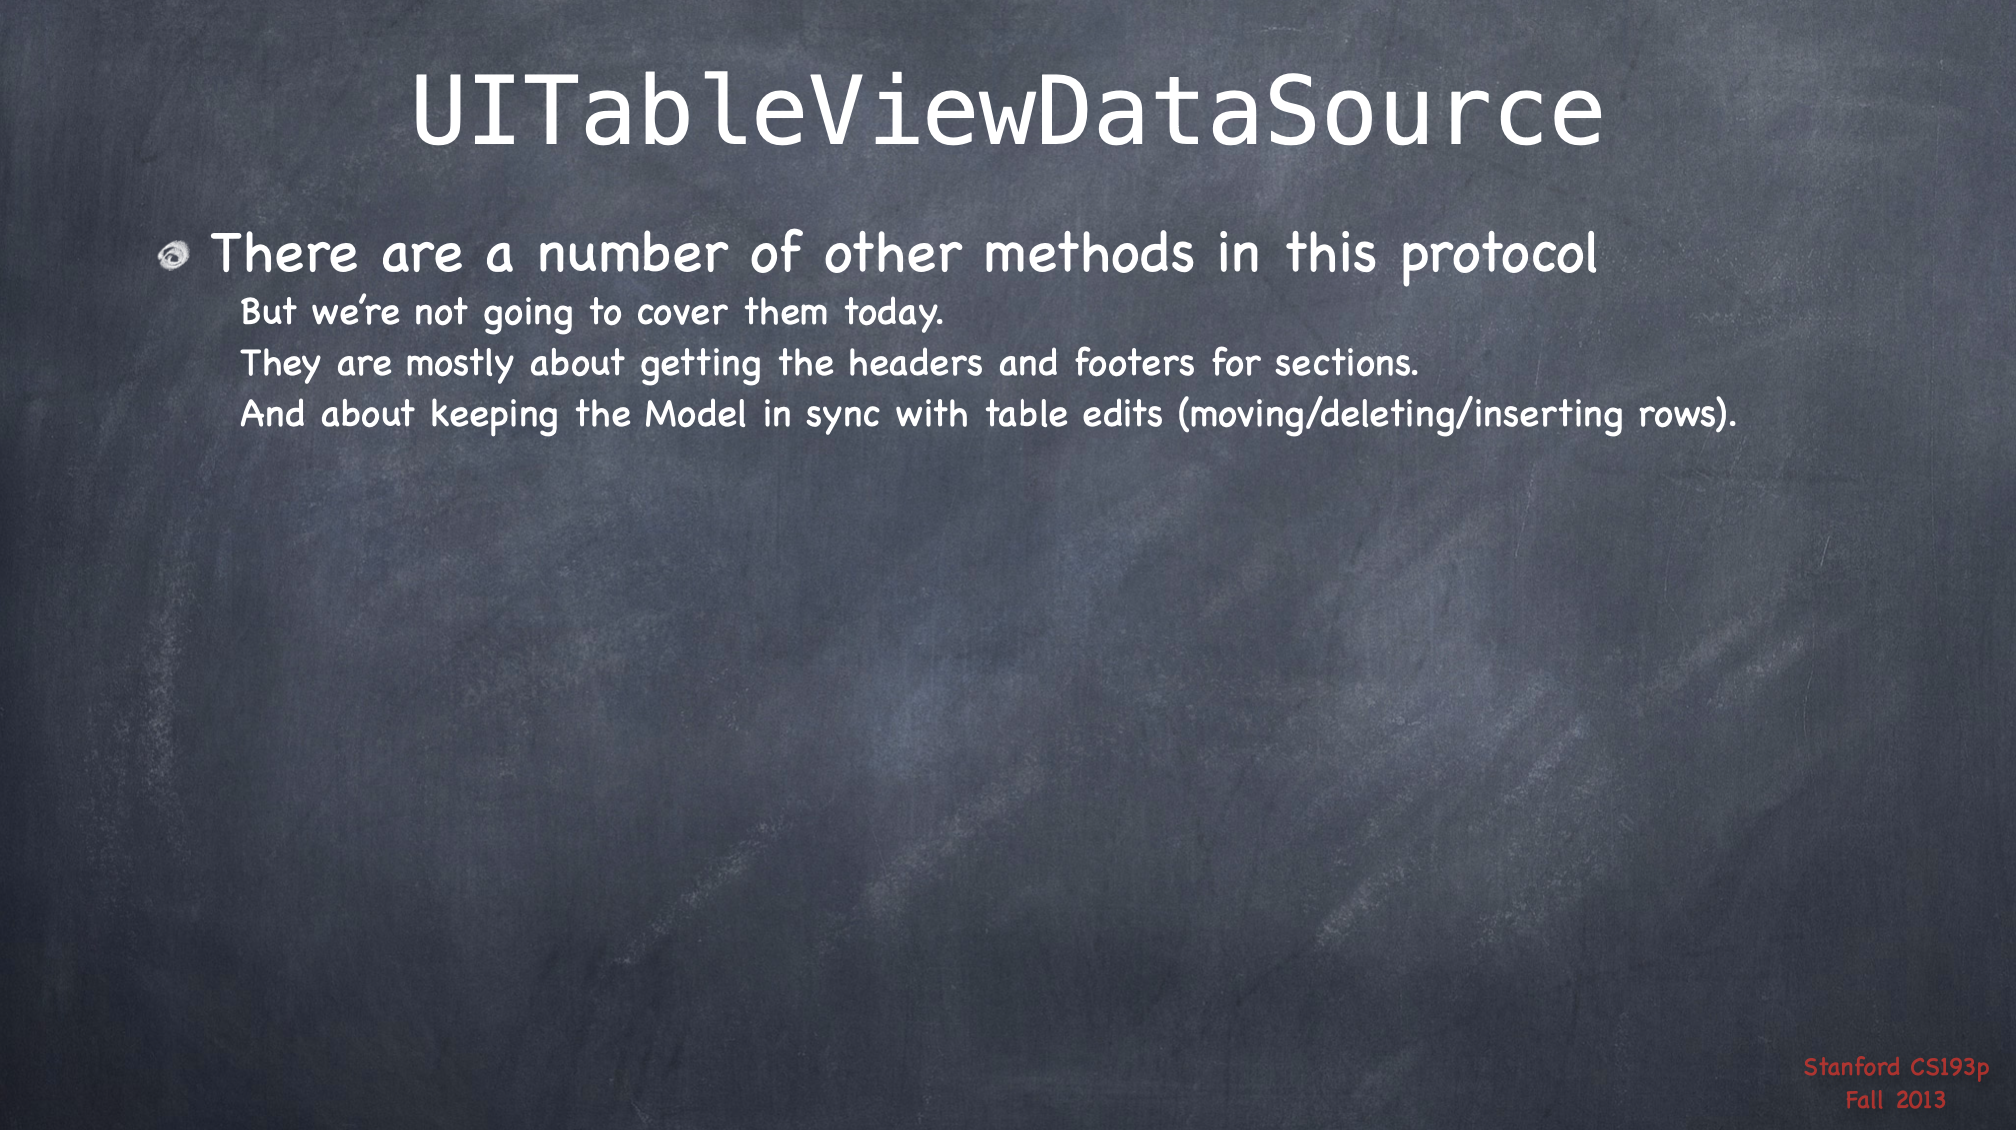 UITableViewDataSource
There are a number of other methods in this protocol
But we’re not going to cover them today.
They are mostly about getting the headers and footers for sections.
And about keeping the Model in sync with table edits (moving/deleting/inserting rows).
Stanford CS193p
Fall 2013